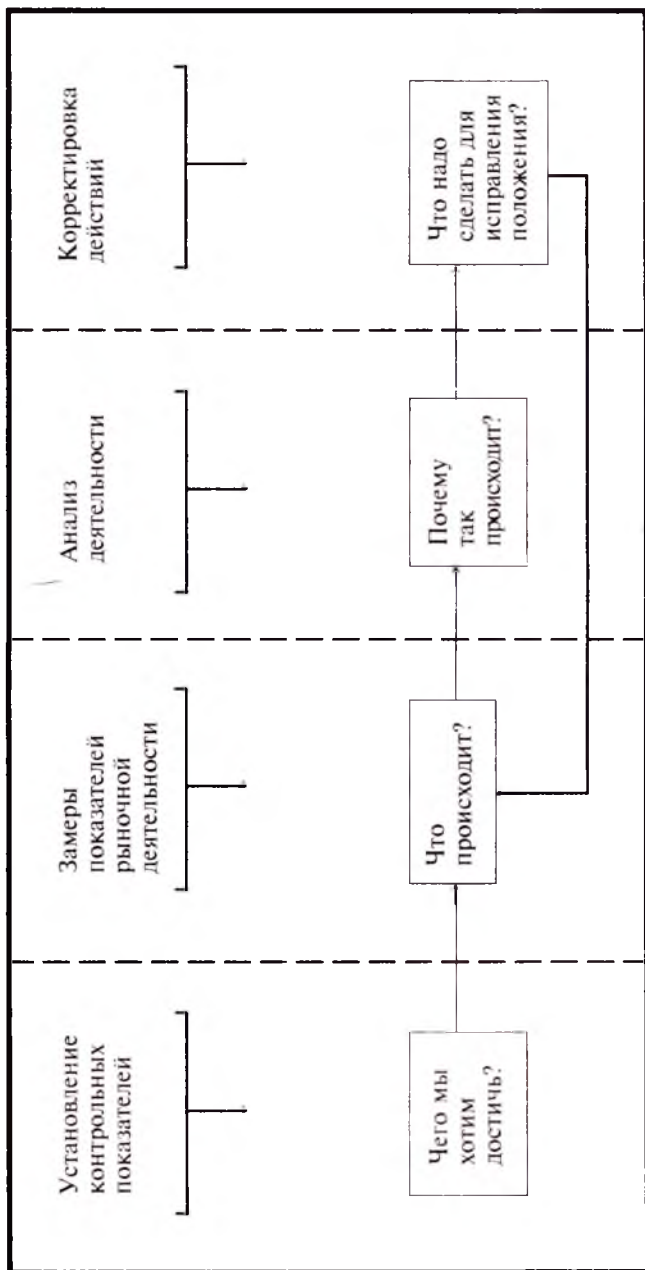 Установление
контрольных
показателей
Замеры
показателей
рыночной
деятельности
Анализ
деятельности
Корректировка
действий
Чего мы
хотим
достичь?
Что
происходит?
Почему
так
происходит?
Что надо
сделать для
исправления
положения?